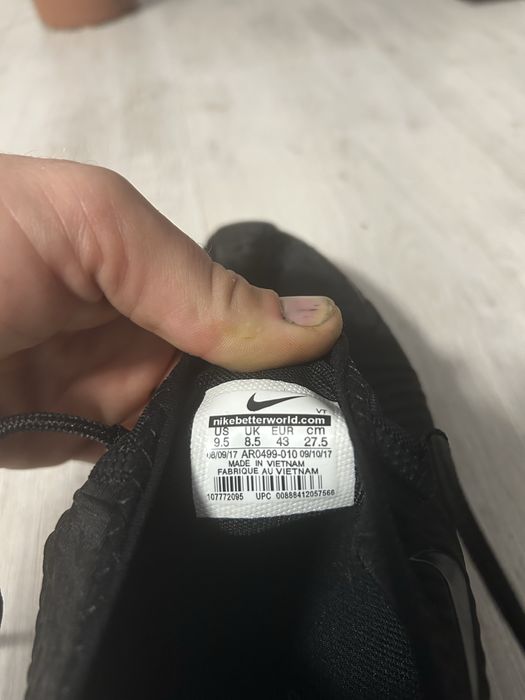 VT
nikebetterworld.com
US UK EUR cm
9.5 8.5 43 27.5
08/09/17 AR0499-010 09/10/17
MADE IN VIETNAM
FABRIQUE AU VIETNAM
107772095 UPC 00888412057566